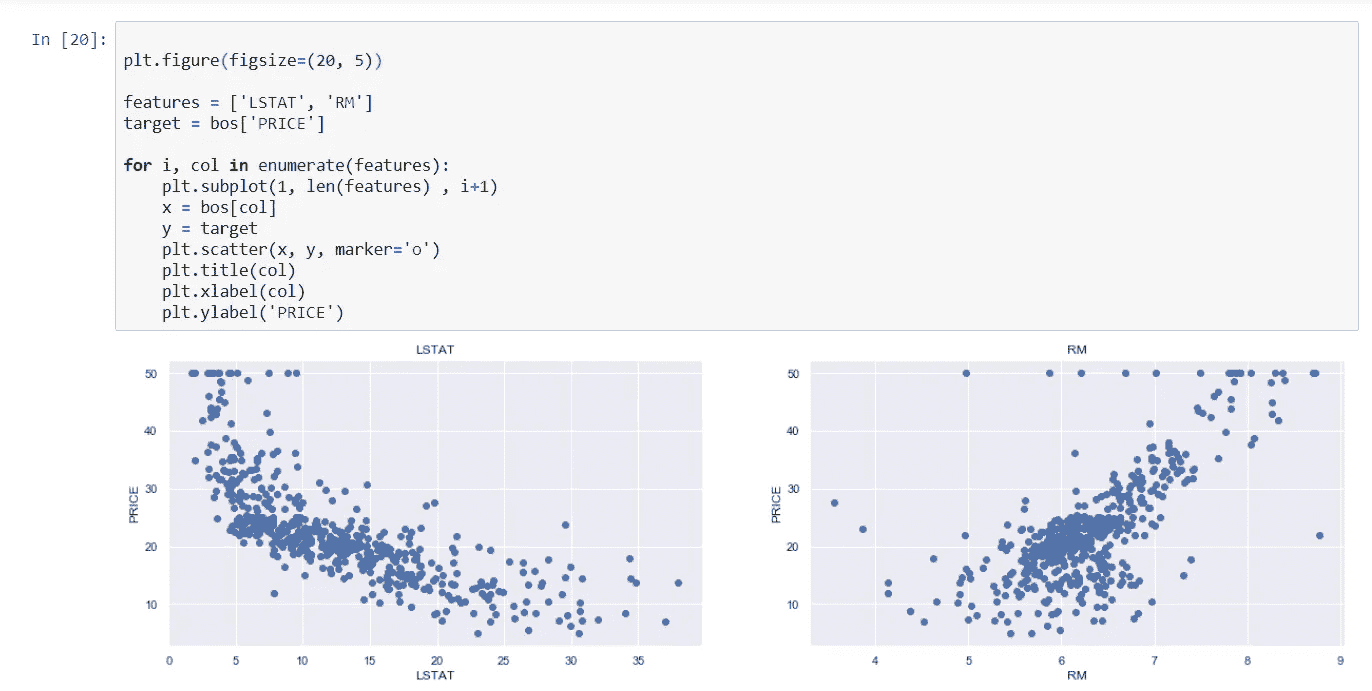 In [20]:
plt.figure(figsize=(20, 5))
features = ['LSTAT', 'RM']
target = bos['PRICE']
for i, col in enumerate(features):
    plt.subplot(1, len(features) , i+1)
    x = bos[col]
    y = target
    plt.scatter(x, y, marker='o')
    plt.title(col)
    plt.xlabel(col)
    plt.ylabel('PRICE')
LSTAT
50
40
30
20
10
PRICE
0 5 10 15 20 25 30 35
LSTAT
RM
50
40
30
20
10
PRICE
4 5 6 7 8 9
RM